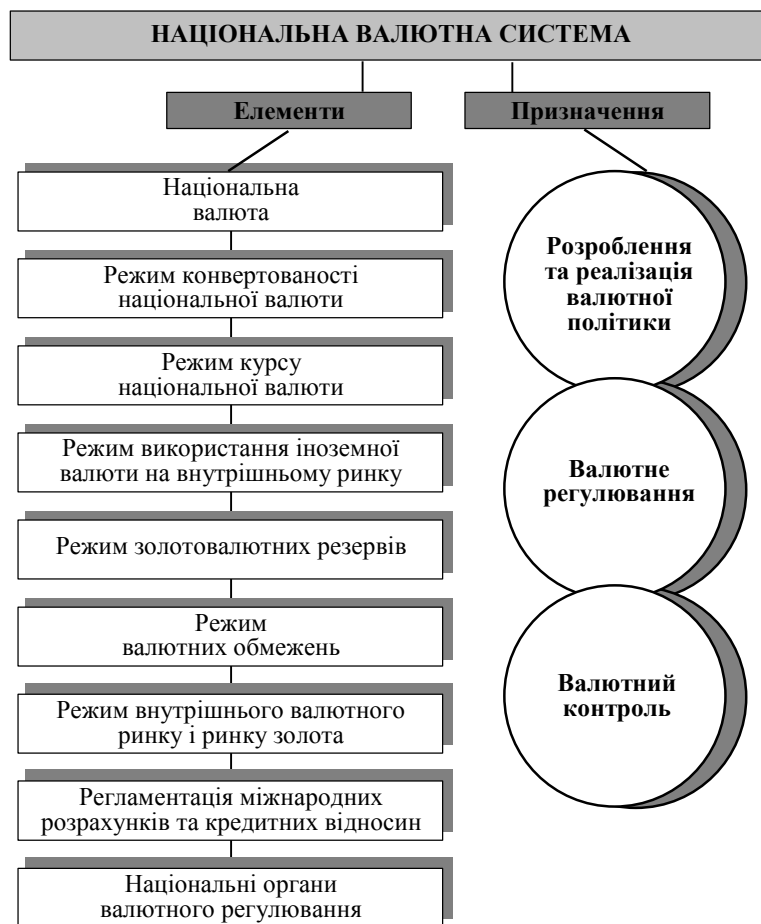 НАЦІОНАЛЬНА ВАЛЮТНА СИСТЕМА
Елементи
Призначення
Національна
валюта
Режим конвертованості
національної валюти
Режим курсу
національної валюти
Режим використання іноземної
валюти на внутрішньому ринку
Режим золотовалютних резервів
Режим
валютних обмежень
Режим внутрішнього валютного
ринку і ринку золота
Регламентація міжнародних
розрахунків та кредитних відносин
Національні органи
валютного регулювання
Розроблення
та реалізація
валютної
політики
Валютне
регулювання
Валютний
контроль